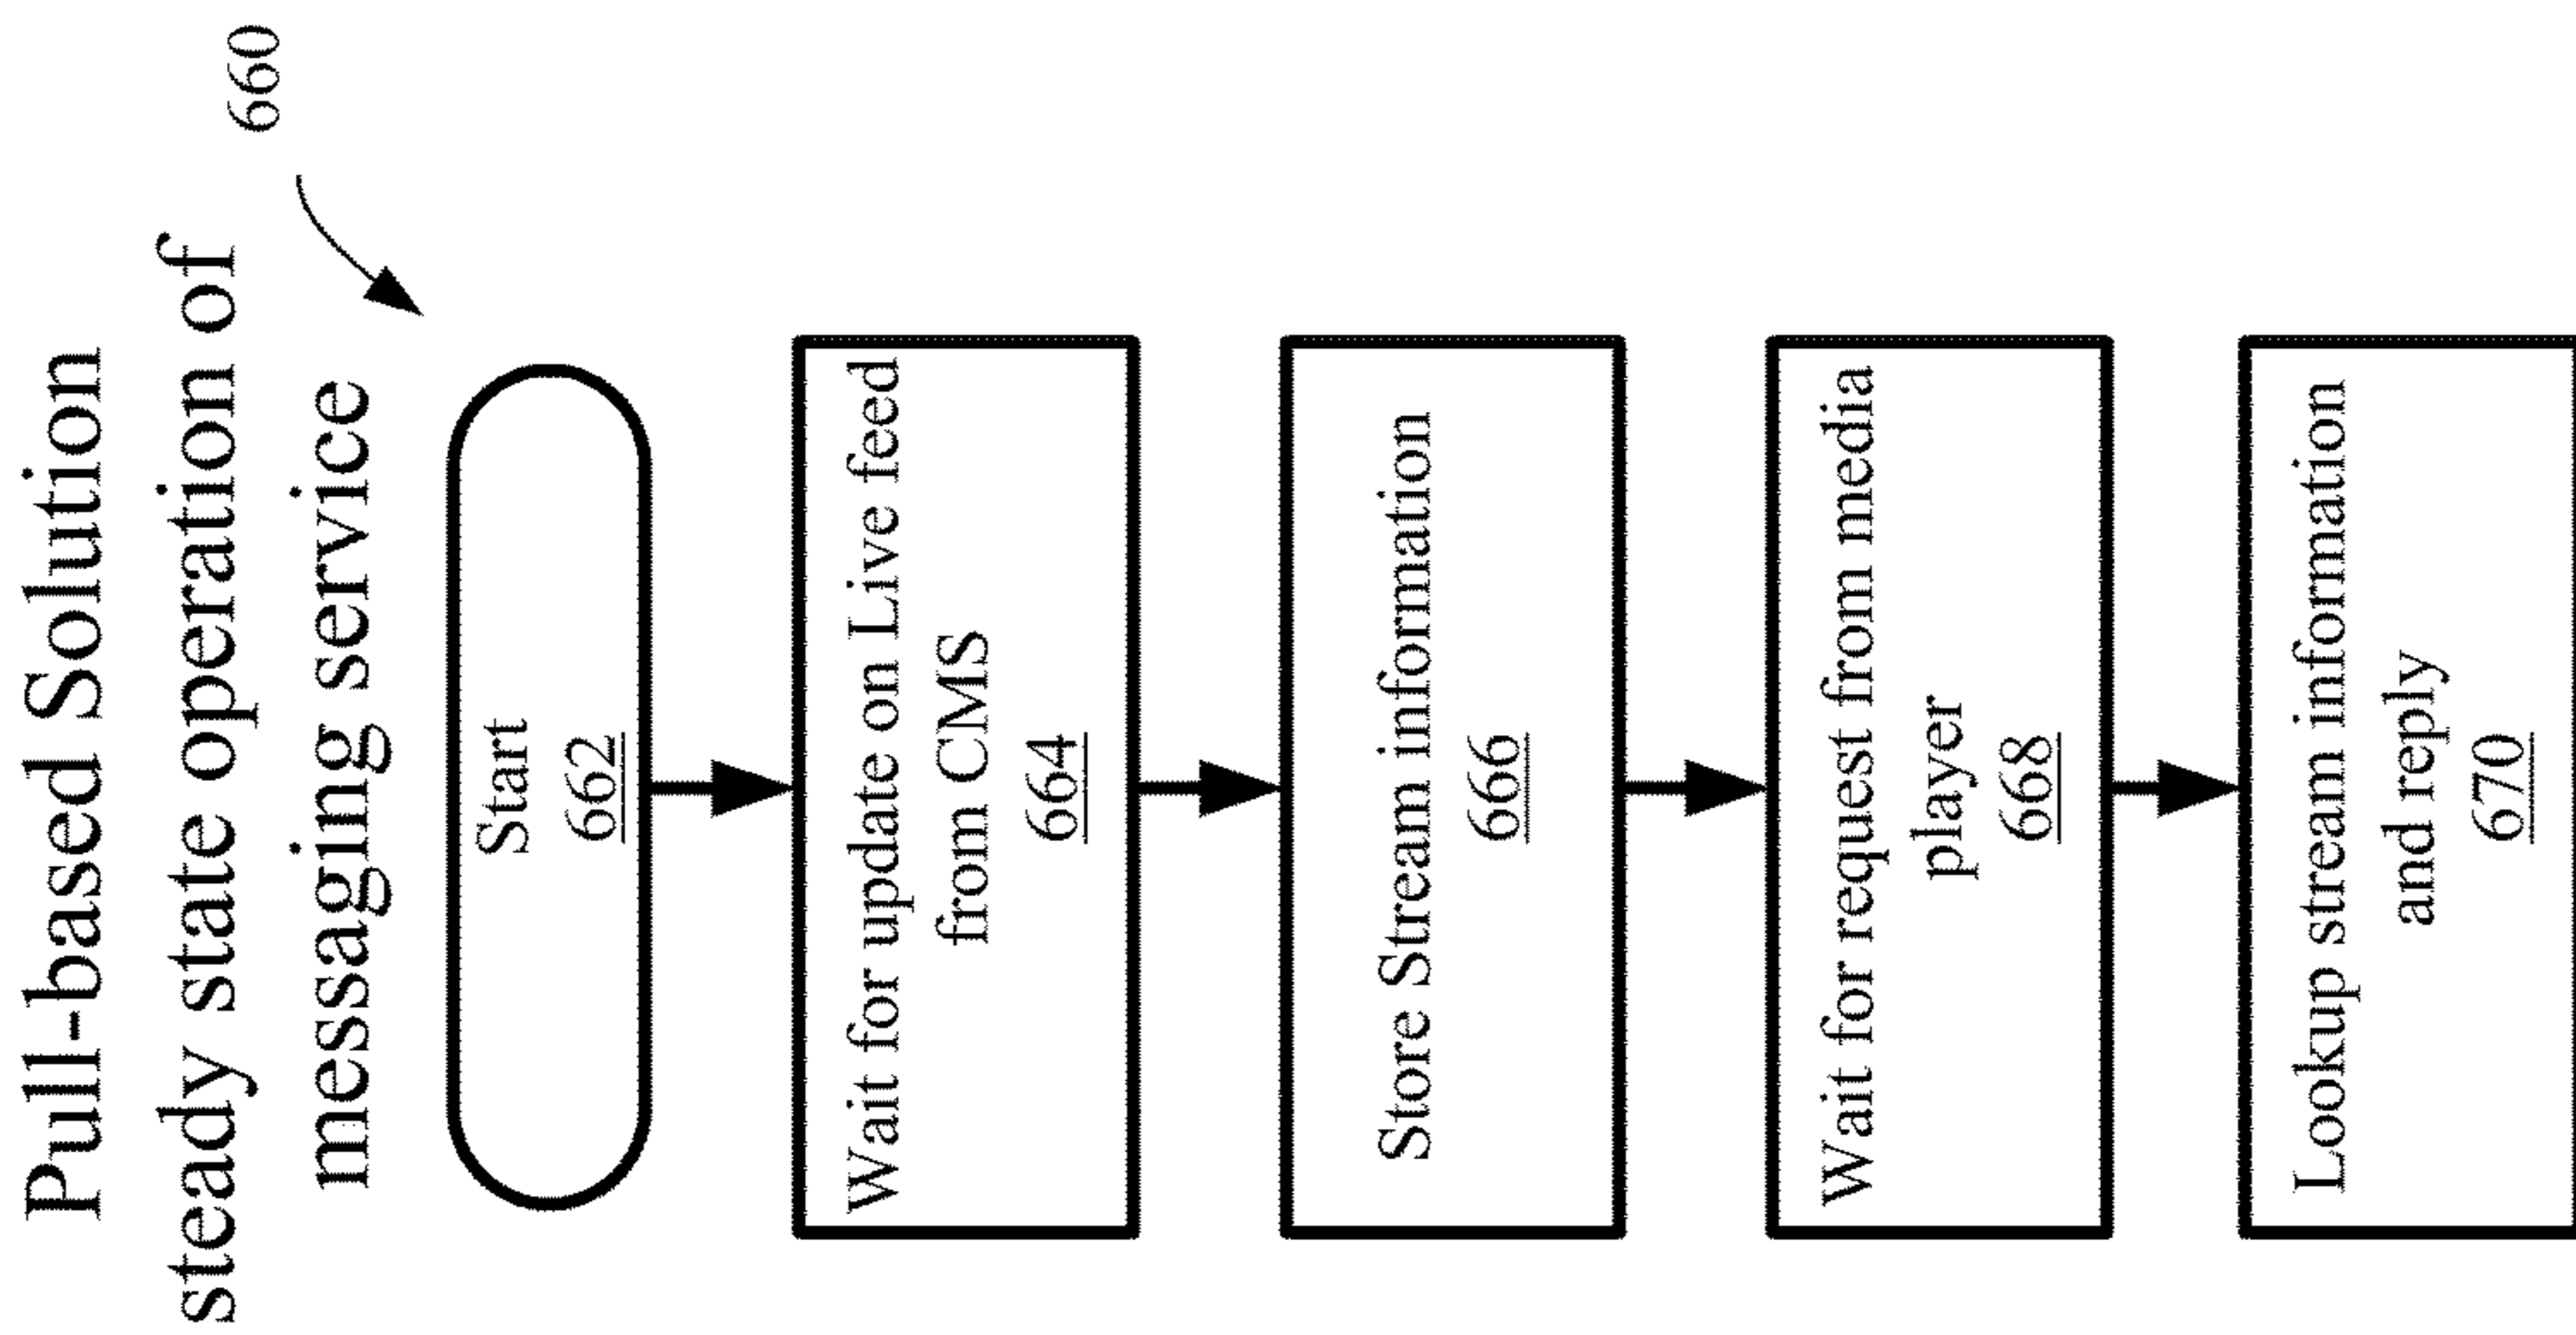 Pull-based Solution
steady state operation of
messaging service
660
Start
662
Wait for update on Live feed
from CMS
664
Store Stream information
666
Wait for request from media
player
668
Lookup stream information
and reply
670